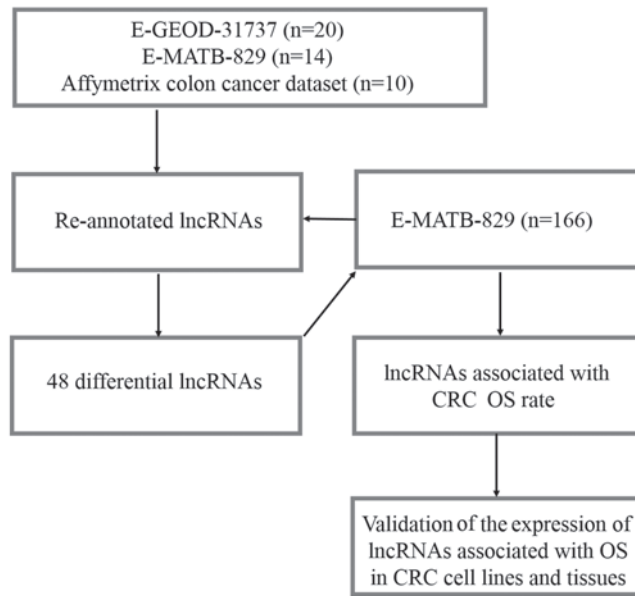 E-GEOD-31737 (n=20)
E-MATB-829 (n=14)
Affymetrix colon cancer dataset (n=10)
Re-annotated lncRNAs
E-MATB-829 (n=166)
48 differential lncRNAs
lncRNAs associated with
CRC OS rate
Validation of the expression of
lncRNAs associated with OS
in CRC cell lines and tissues